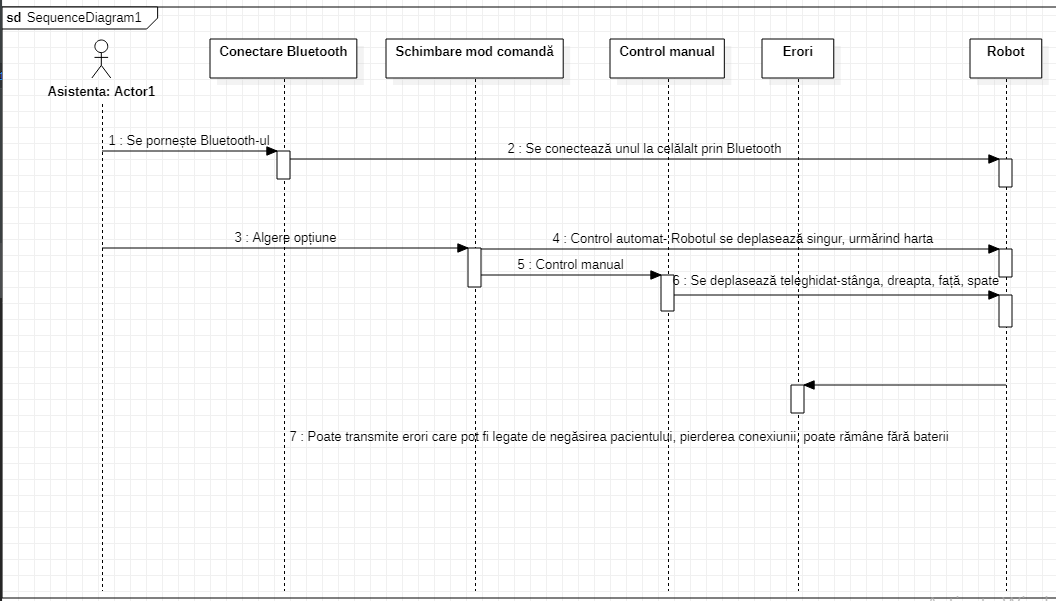 sd SequenceDiagram1
Conectare Bluetooth
Schimbare mod comandă
Control manual
Erori
Robot
Asistenta: Actor1
1 : Se pornește Bluetooth-ul
2 : Se conectează unul la celălalt prin Bluetooth
3 : Algere opțiune
4 : Control automat-:Robotul se deplasează singur, urmărind harta
5 : Control manual
6 : Se deplasează teleghidat-stânga, dreapta, față, spate
7 : Poate transmite erori care pot fi legate de negăsirea pacientului, pierderea conexiunii, poate rămâne fără baterii